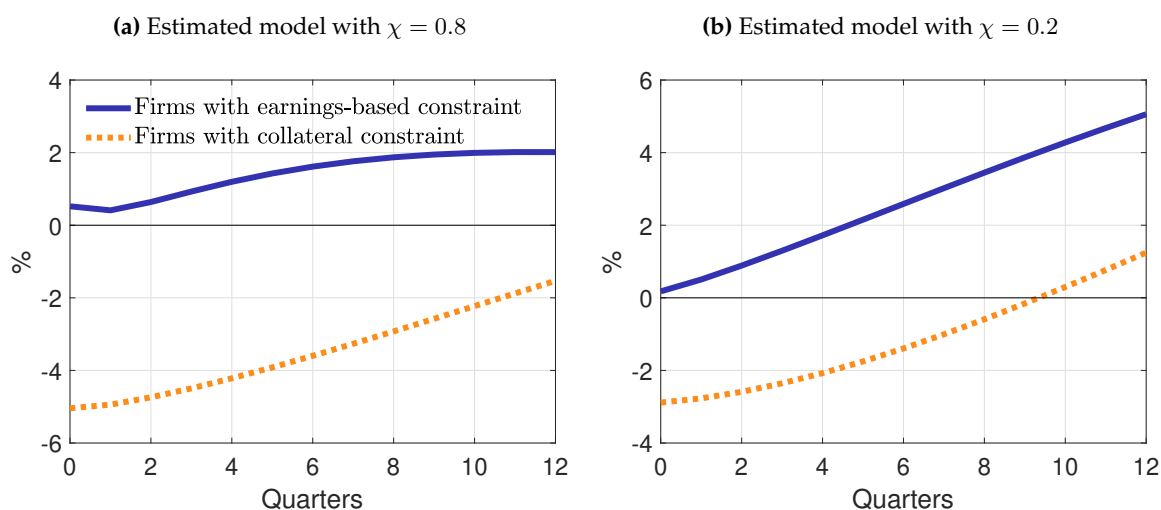 (a) Estimated model with χ = 0.8
4
2
0
-2
-4
-6
%
Firms with earnings-based constraint
Firms with collateral constraint
0 2 4 6 8 10 12
Quarters
(b) Estimated model with χ = 0.2
6
4
2
0
-2
-4
%
0 2 4 6 8 10 12
Quarters